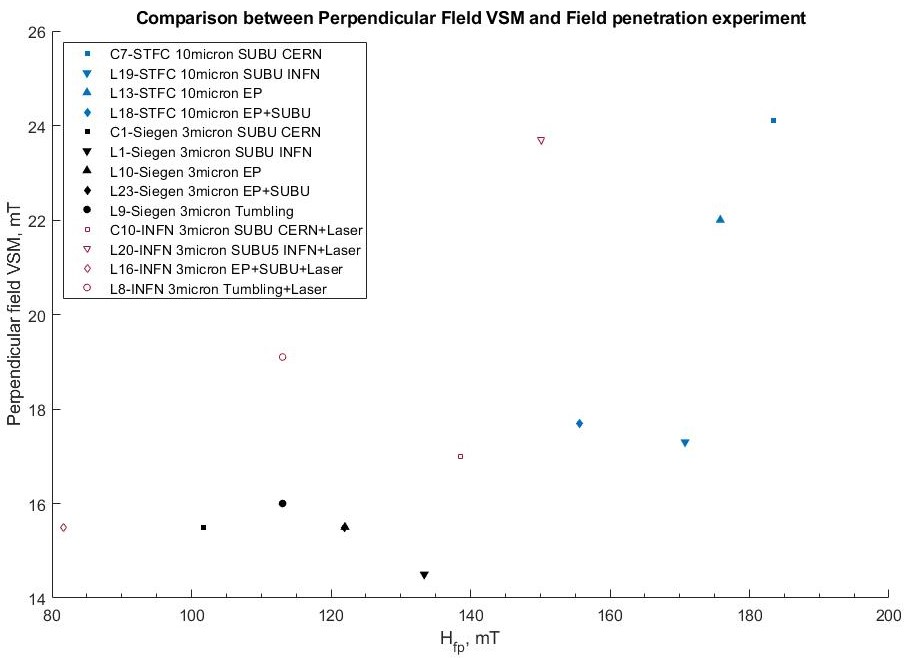 Comparison between Perpendicular FIeld VSM and Field penetration experiment
26
C7-STFC 10micron SUBU CERN
L19-STFC 10micron SUBU INFN
L13-STFC 10micron EP
L18-STFC 10micron EP+SUBU
C1-Siegen 3micron SUBU CERN
L1-Siegen 3micron SUBU INFN
L10-Siegen 3micron EP
L23-Siegen 3micron EP+SUBU
L9-Siegen 3micron Tumbling
C10-INFN 3micron SUBU CERN+Laser
L20-INFN 3micron SUBU5 INFN+Laser
L16-INFN 3micron EP+SUBU+Laser
L8-INFN 3micron Tumbling+Laser
24
22
20
18
16
14
Perpendicular field VSM, mT
80 100 120 140 160 180 200
Hfp, mT